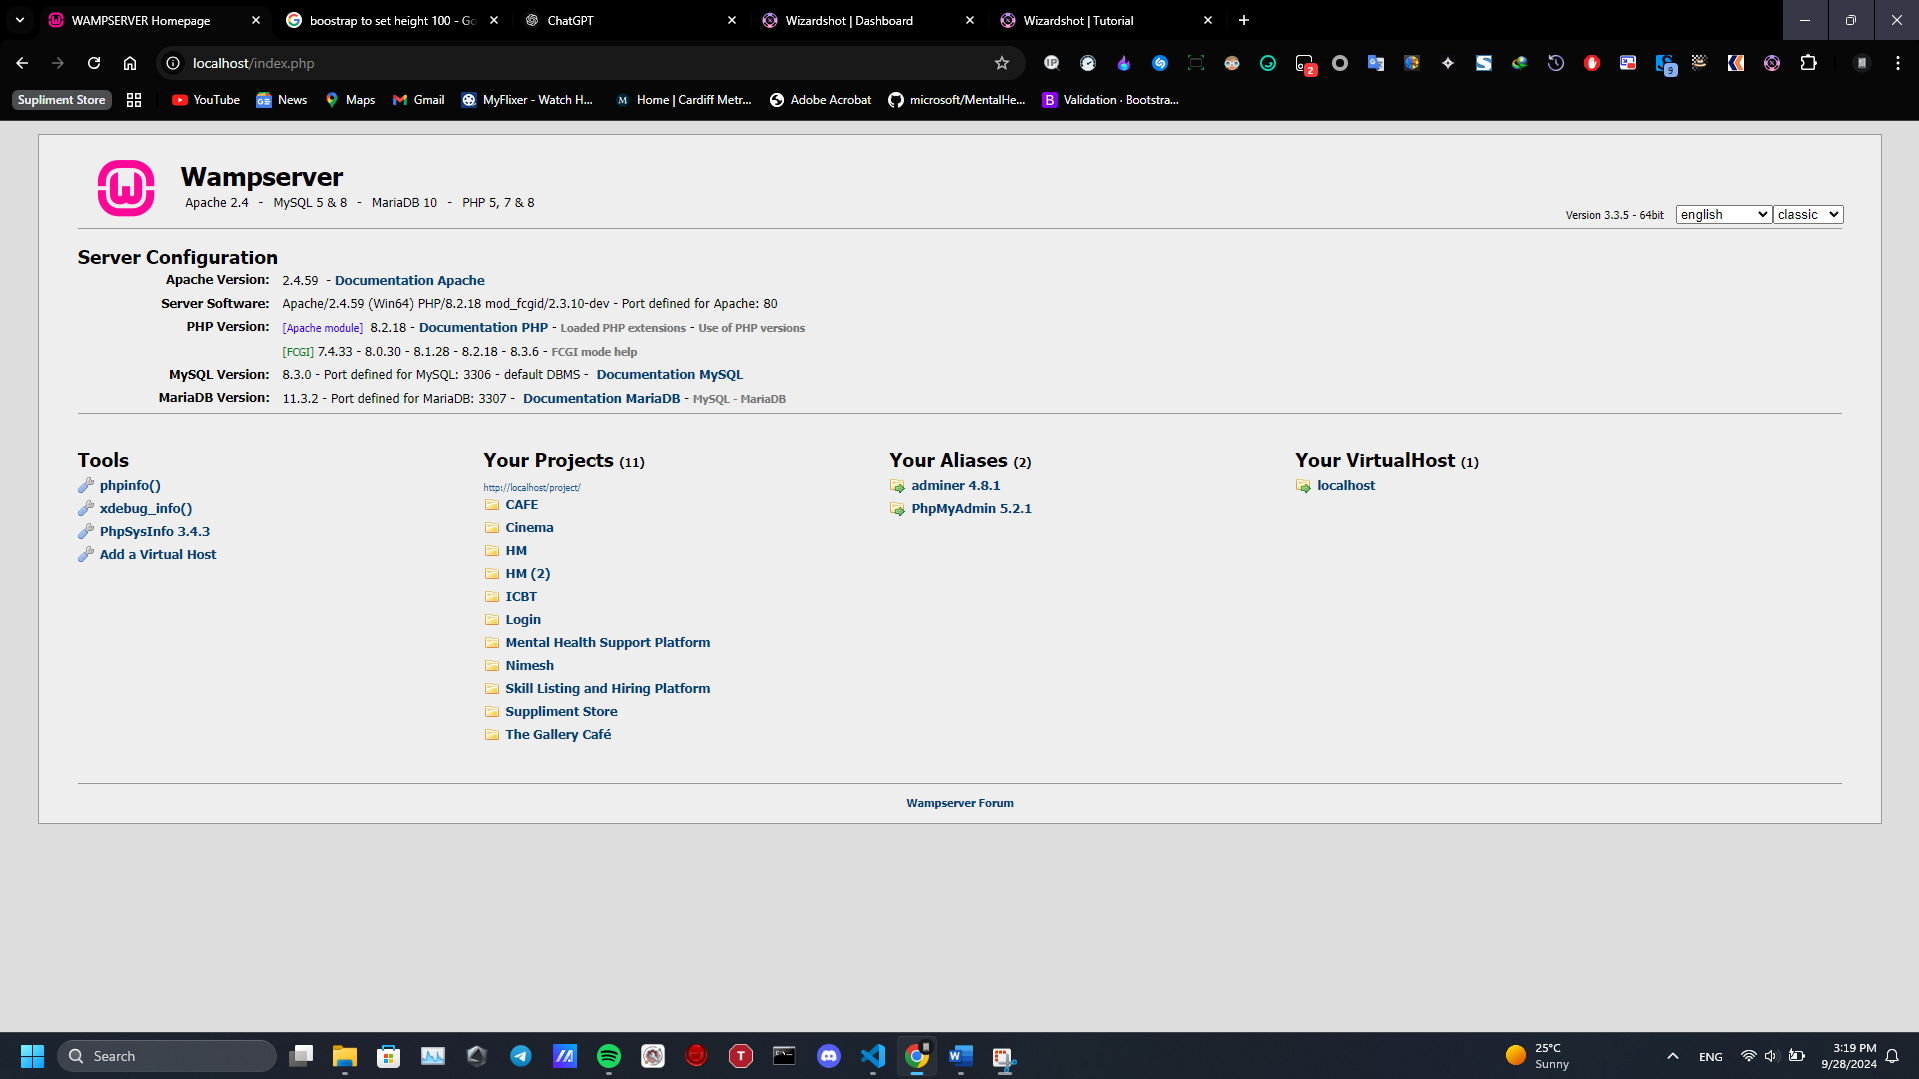 WAMPSERVER Homepage
boostrap to set height 100 - Go
ChatGPT
Wizardshot | Dashboard
Wizardshot | Tutorial
localhost/index.php
Supliment Store
YouTube
News
Maps
Gmail
MyFlixer - Watch H...
Home | Cardiff Metr...
Adobe Acrobat
microsoft/MentalHe...
Validation · Bootstra...
Wampserver
Apache 2.4 - MySQL 5 & 8 - MariaDB 10 - PHP 5, 7 & 8
Version 3.3.5 - 64bit english classic
Server Configuration
Apache Version: 2.4.59 - Documentation Apache
Server Software: Apache/2.4.59 (Win64) PHP/8.2.18 mod_fcgid/2.3.10-dev - Port defined for Apache: 80
PHP Version: [Apache module] 8.2.18 - Documentation PHP - Loaded PHP extensions - Use of PHP versions
[FCGI] 7.4.33 - 8.0.30 - 8.1.28 - 8.2.18 - 8.3.6 - FCGI mode help
MySQL Version: 8.3.0 - Port defined for MySQL: 3306 - default DBMS - Documentation MySQL
MariaDB Version: 11.3.2 - Port defined for MariaDB: 3307 - Documentation MariaDB - MySQL - MariaDB
Tools
phpinfo()
xdebug_info()
PhpSysInfo 3.4.3
Add a Virtual Host
Your Projects (11)
http://localhost/project/
CAFE
Cinema
HM
HM (2)
ICBT
Login
Mental Health Support Platform
Nimesh
Skill Listing and Hiring Platform
Suppliment Store
The Gallery Café
Your Aliases (2)
adminer 4.8.1
PhpMyAdmin 5.2.1
Your VirtualHost (1)
localhost
Wampserver Forum
Search
25°C
Sunny
ENG
3:19 PM
9/28/2024